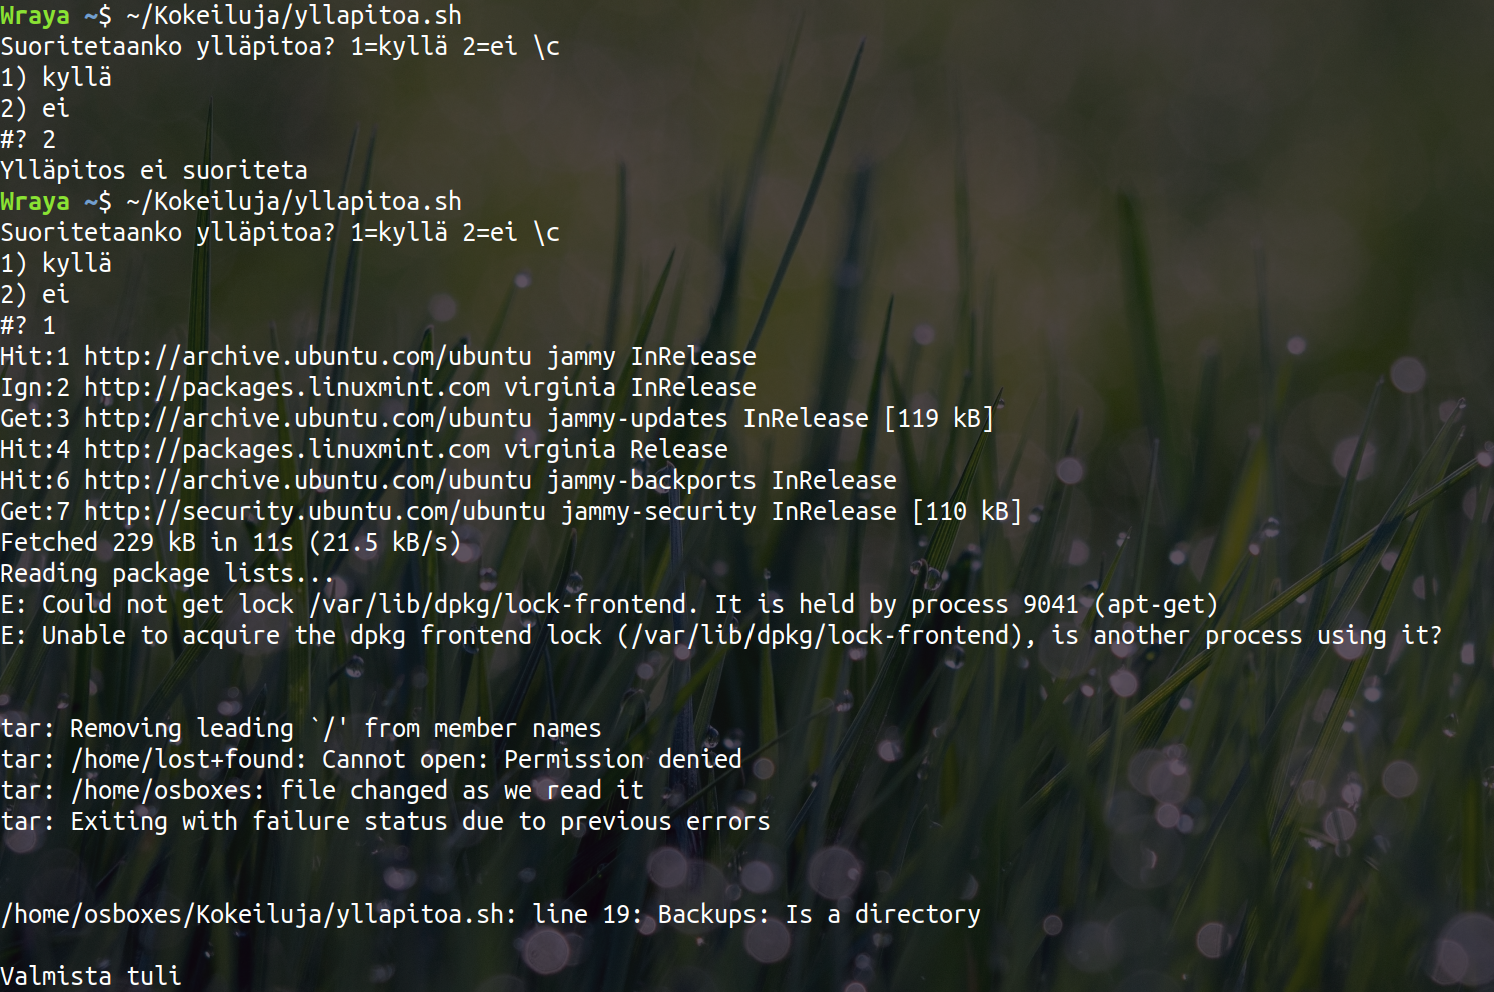 Wraya ~$ ~/Kokeiluja/yllapitoa.sh
Suoritetaanko ylläpitoa? 1=kyllä 2=ei \c
1) kyllä
2) ei
#? 2
Ylläpitos ei suoriteta
Wraya ~$ ~/Kokeiluja/yllapitoa.sh
Suoritetaanko ylläpitoa? 1=kyllä 2=ei \c
1) kyllä
2) ei
#? 1
Hit:1 http://archive.ubuntu.com/ubuntu jammy InRelease
Ign:2 http://packages.linuxmint.com virginia InRelease
Get:3 http://archive.ubuntu.com/ubuntu jammy-updates InRelease [119 kB]
Hit:4 http://packages.linuxmint.com virginia Release
Hit:6 http://archive.ubuntu.com/ubuntu jammy-backports InRelease
Get:7 http://security.ubuntu.com/ubuntu jammy-security InRelease [110 kB]
Fetched 229 kB in 11s (21.5 kB/s)
Reading package lists...
E: Could not get lock /var/lib/dpkg/lock-frontend. It is held by process 9041 (apt-get)
E: Unable to acquire the dpkg frontend lock (/var/lib/dpkg/lock-frontend), is another process using it?
tar: Removing leading `/' from member names
tar: /home/lost+found: Cannot open: Permission denied
tar: /home/osboxes: file changed as we read it
tar: Exiting with failure status due to previous errors
/home/osboxes/Kokeiluja/yllapitoa.sh: line 19: Backups: Is a directory
Valmista tuli